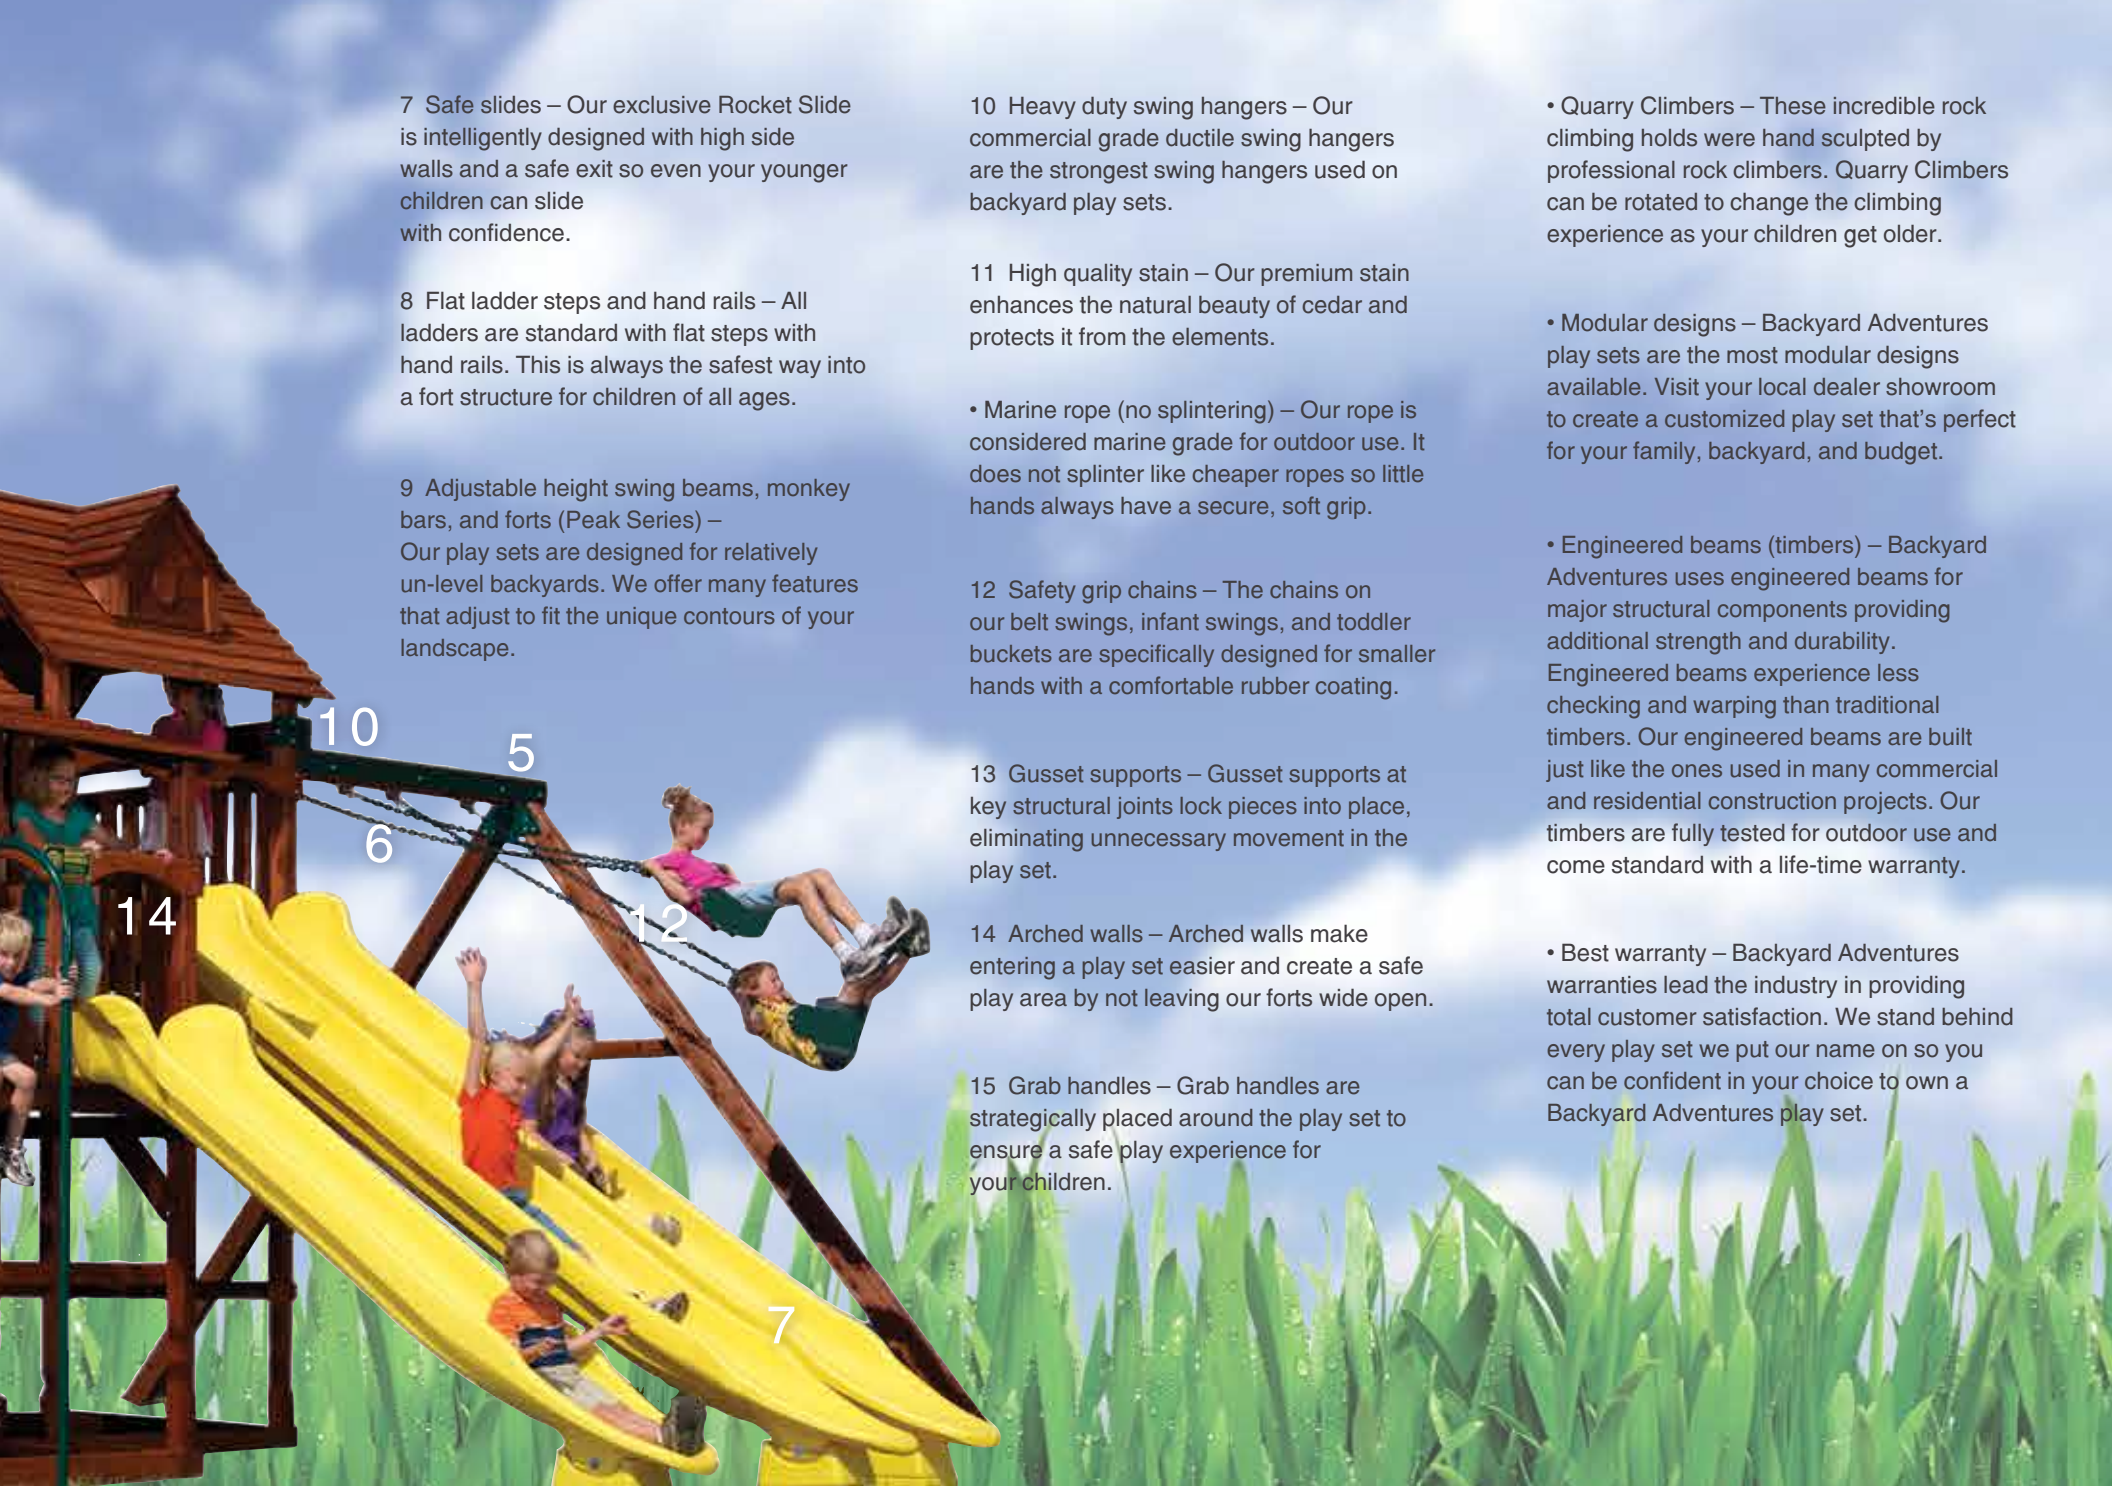 7 Safe slides – Our exclusive Rocket Slide
is intelligently designed with high side
walls and a safe exit so even your younger
children can slide
with confidence.
8 Flat ladder steps and hand rails – All
ladders are standard with flat steps with
hand rails. This is always the safest way into
a fort structure for children of all ages.
9 Adjustable height swing beams, monkey
bars, and forts (Peak Series) –
Our play sets are designed for relatively
un-level backyards. We offer many features
that adjust to fit the unique contours of your
landscape.
10
5
6
12
14
7
10 Heavy duty swing hangers – Our
commercial grade ductile swing hangers
are the strongest swing hangers used on
backyard play sets.
11 High quality stain – Our premium stain
enhances the natural beauty of cedar and
protects it from the elements.
• Marine rope (no splintering) – Our rope is
considered marine grade for outdoor use. It
does not splinter like cheaper ropes so little
hands always have a secure, soft grip.
12 Safety grip chains – The chains on
our belt swings, infant swings, and toddler
buckets are specifically designed for smaller
hands with a comfortable rubber coating.
13 Gusset supports – Gusset supports at
key structural joints lock pieces into place,
eliminating unnecessary movement in the
play set.
14 Arched walls – Arched walls make
entering a play set easier and create a safe
play area by not leaving our forts wide open.
15 Grab handles – Grab handles are
strategically placed around the play set to
ensure a safe play experience for
your children.
• Quarry Climbers – These incredible rock
climbing holds were hand sculpted by
professional rock climbers. Quarry Climbers
can be rotated to change the climbing
experience as your children get older.
• Modular designs – Backyard Adventures
play sets are the most modular designs
available. Visit your local dealer showroom
to create a customized play set that’s perfect
for your family, backyard, and budget.
• Engineered beams (timbers) – Backyard
Adventures uses engineered beams for
major structural components providing
additional strength and durability.
Engineered beams experience less
checking and warping than traditional
timbers. Our engineered beams are built
just like the ones used in many commercial
and residential construction projects. Our
timbers are fully tested for outdoor use and
come standard with a life-time warranty.
• Best warranty – Backyard Adventures
warranties lead the industry in providing
total customer satisfaction. We stand behind
every play set we put our name on so you
can be confident in your choice to own a
Backyard Adventures play set.